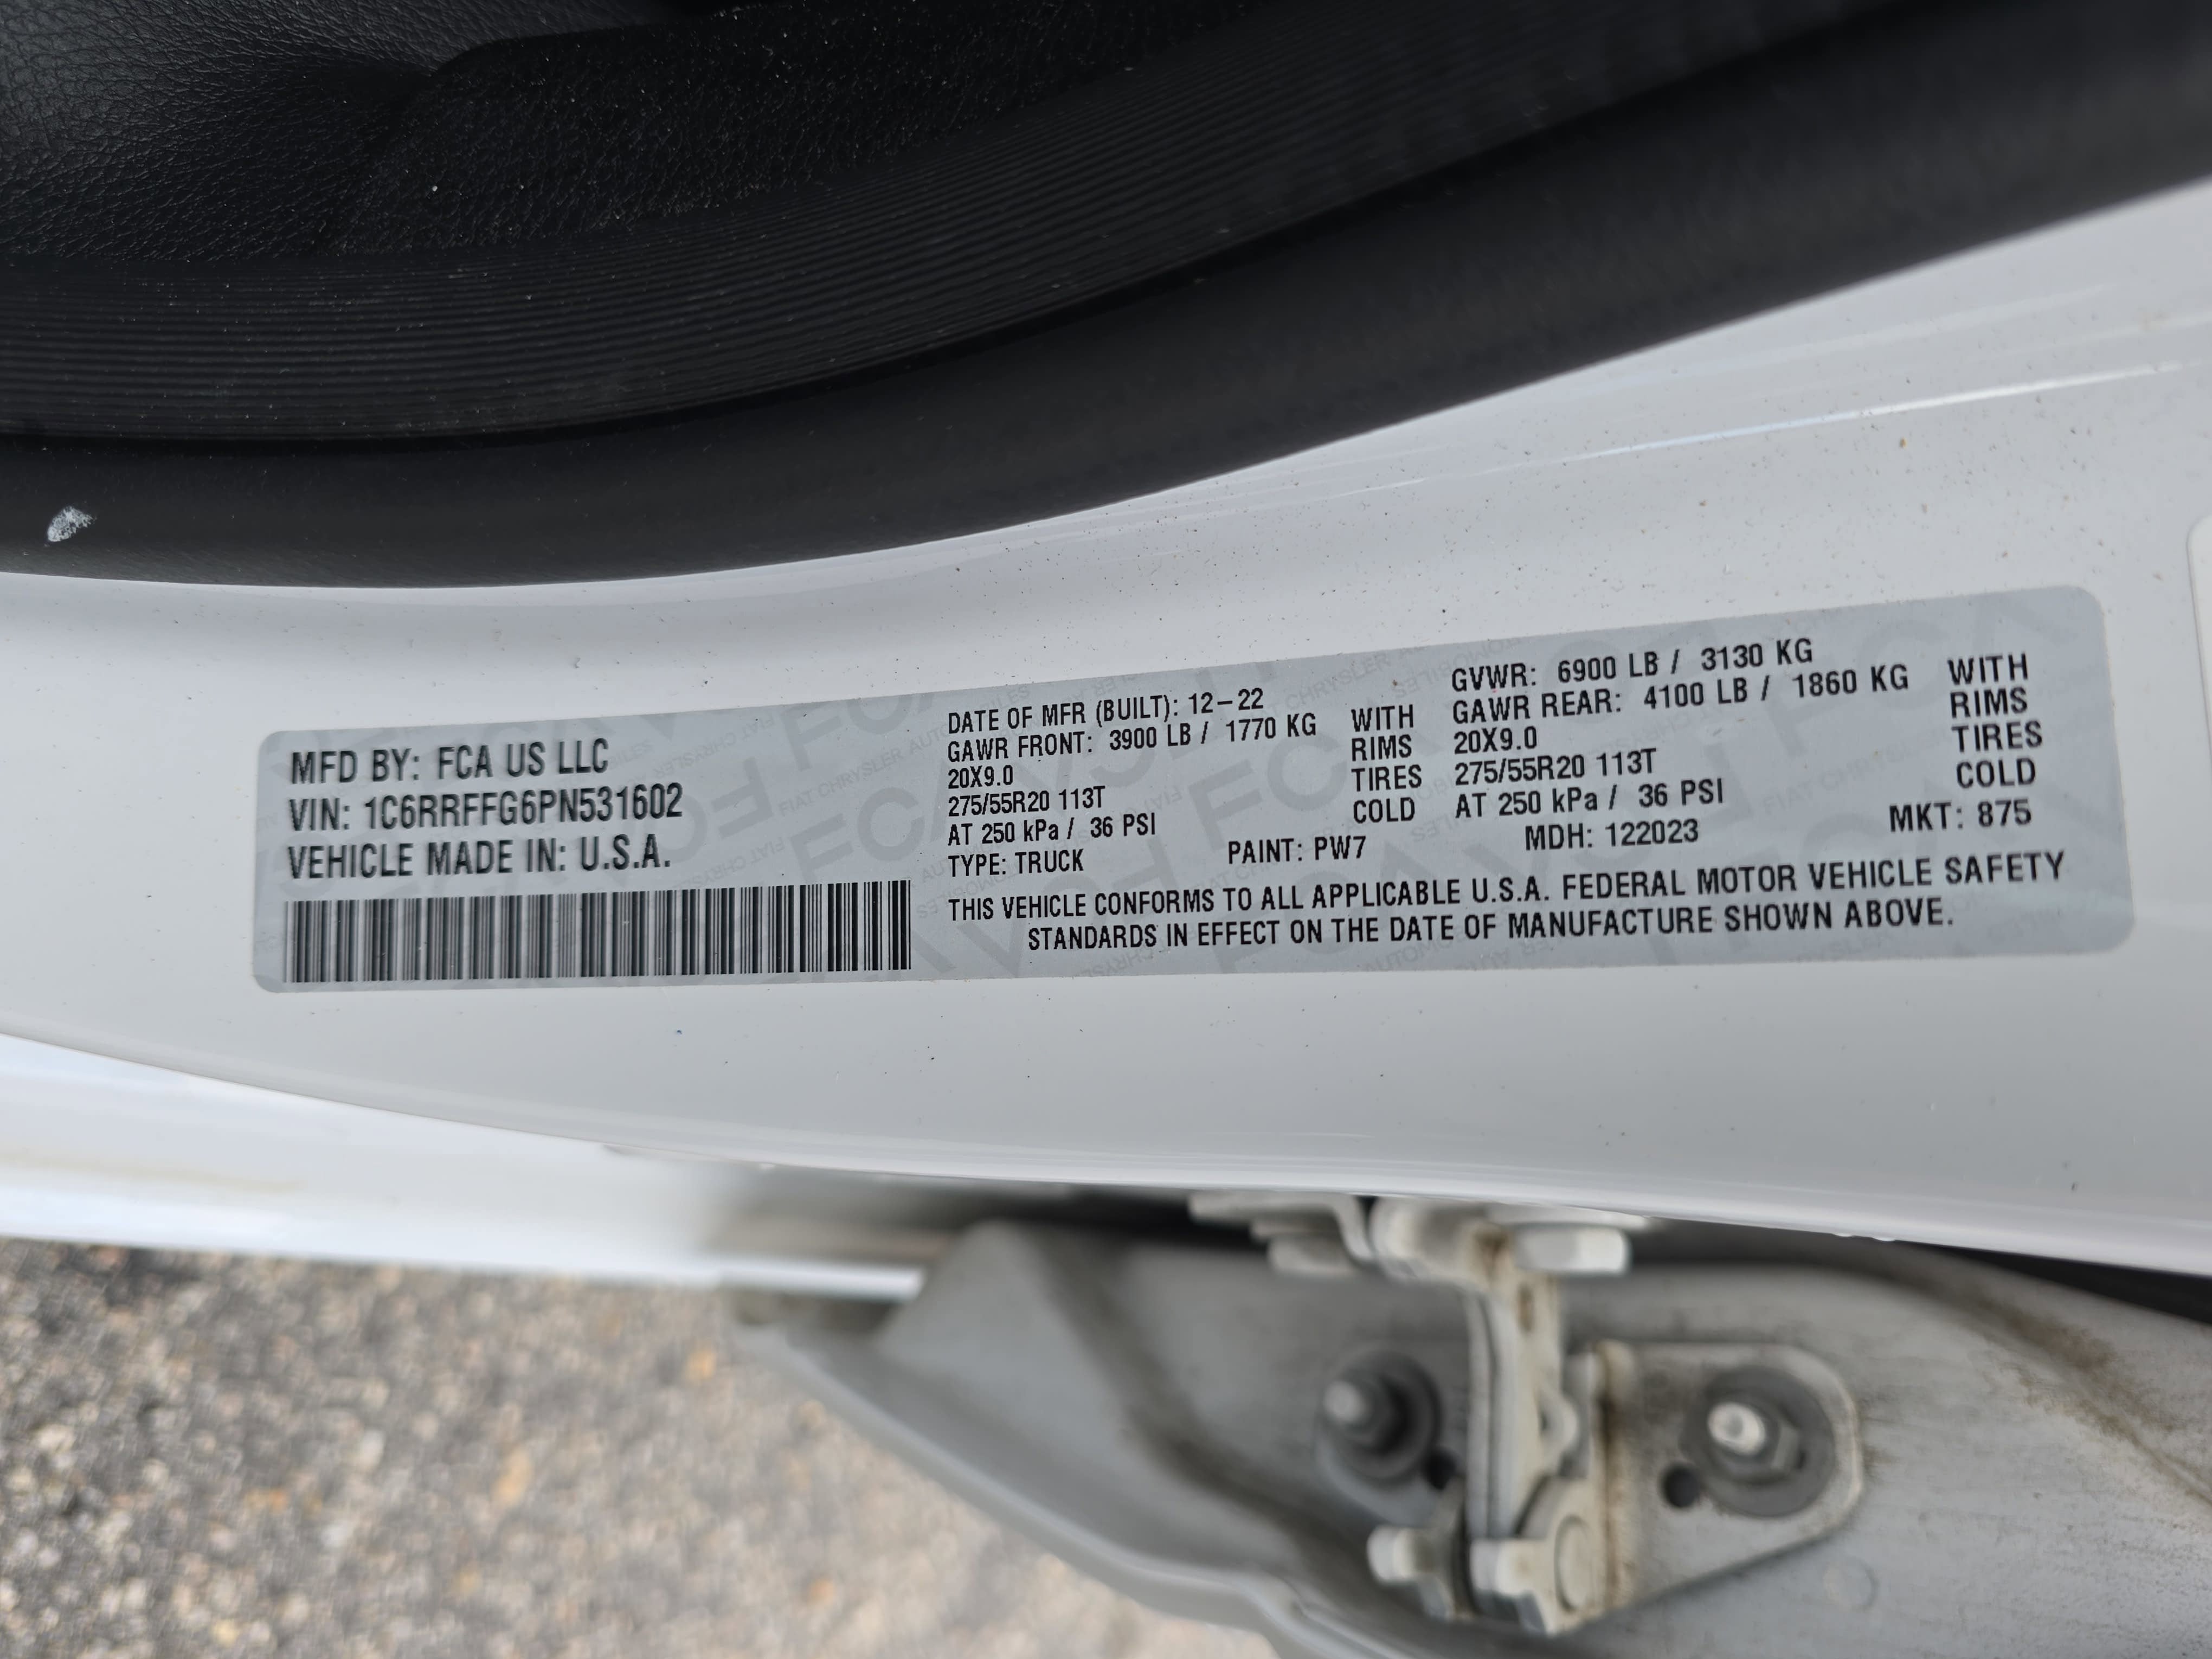 MFD BY: FCA US LLC
VIN: 1C6RRFFG6PN531602
VEHICLE MADE IN: U.S.A.
DATE OF MFR (BUILT): 12-22
GAWR FRONT: 3900 LB / 1770 KG WITH
20X9.0 RIMS
275/55R20 113T TIRES
AT 250 kPa / 36 PSI COLD
GVWR: 6900 LB / 3130 KG
GAWR REAR: 4100 LB / 1860 KG WITH
20X9.0 RIMS
275/55R20 113T TIRES
AT 250 kPa / 36 PSI COLD
TYPE: TRUCK PAINT: PW7 MDH: 122023 MKT: 875
THIS VEHICLE CONFORMS TO ALL APPLICABLE U.S.A. FEDERAL MOTOR VEHICLE SAFETY
STANDARDS IN EFFECT ON THE DATE OF MANUFACTURE SHOWN ABOVE.